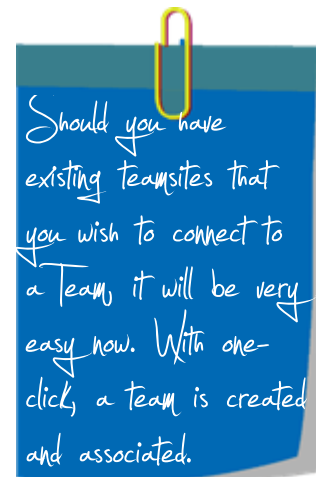 Should you have
existing teamsites that
you wish to connect to
a Team, it will be very
easy now. With one-
click, a team is created
and associated.